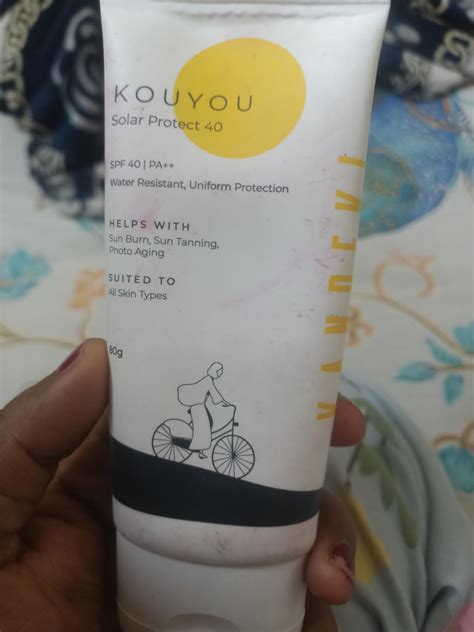 KOUYOU
Solar Protect 40
SPF 40 | PA++
Water Resistant, Uniform Protection
HELPS WITH
Sun Burn, Sun Tanning,
Photo Aging
SUITED TO
All Skin Types
80g